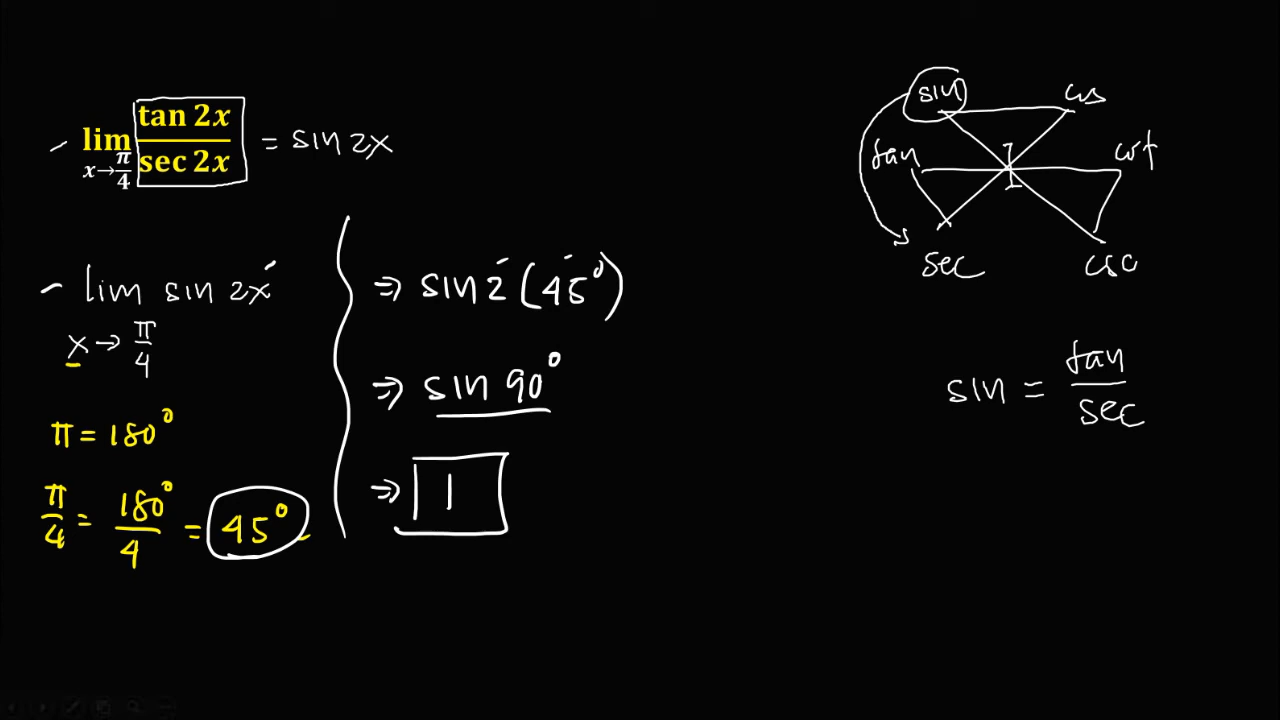 lim x→π/4 tan 2x / sec 2x = sin 2x
lim sin 2x
x → π/4
π = 180°
π/4 = 180°/4 = 45°
⇒ sin 2 (45°)
⇒ sin 90°
⇒ 1
sin cos
tan 1 cot
sec csc
sin = tan/sec